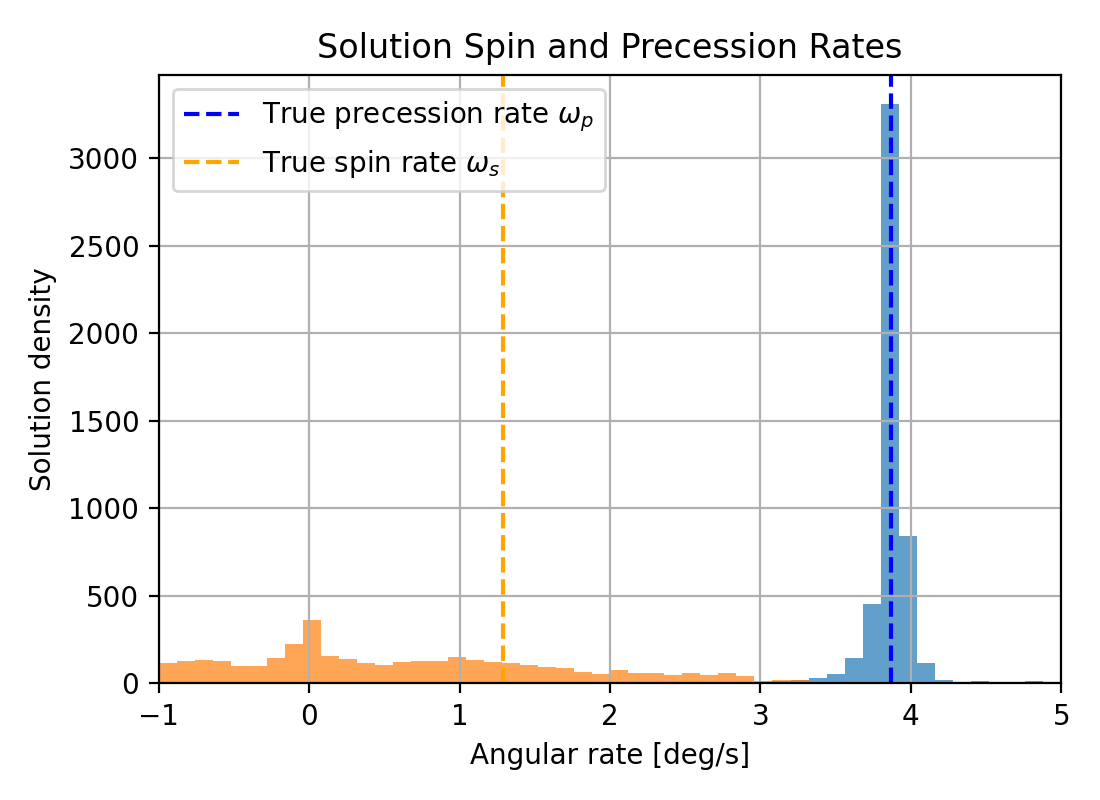 Solution Spin and Precession Rates
True precession rate ωₚ
True spin rate ωₛ
Solution density
3000
2500
2000
1500
1000
500
0
−1
0
1
2
3
4
5
Angular rate [deg/s]